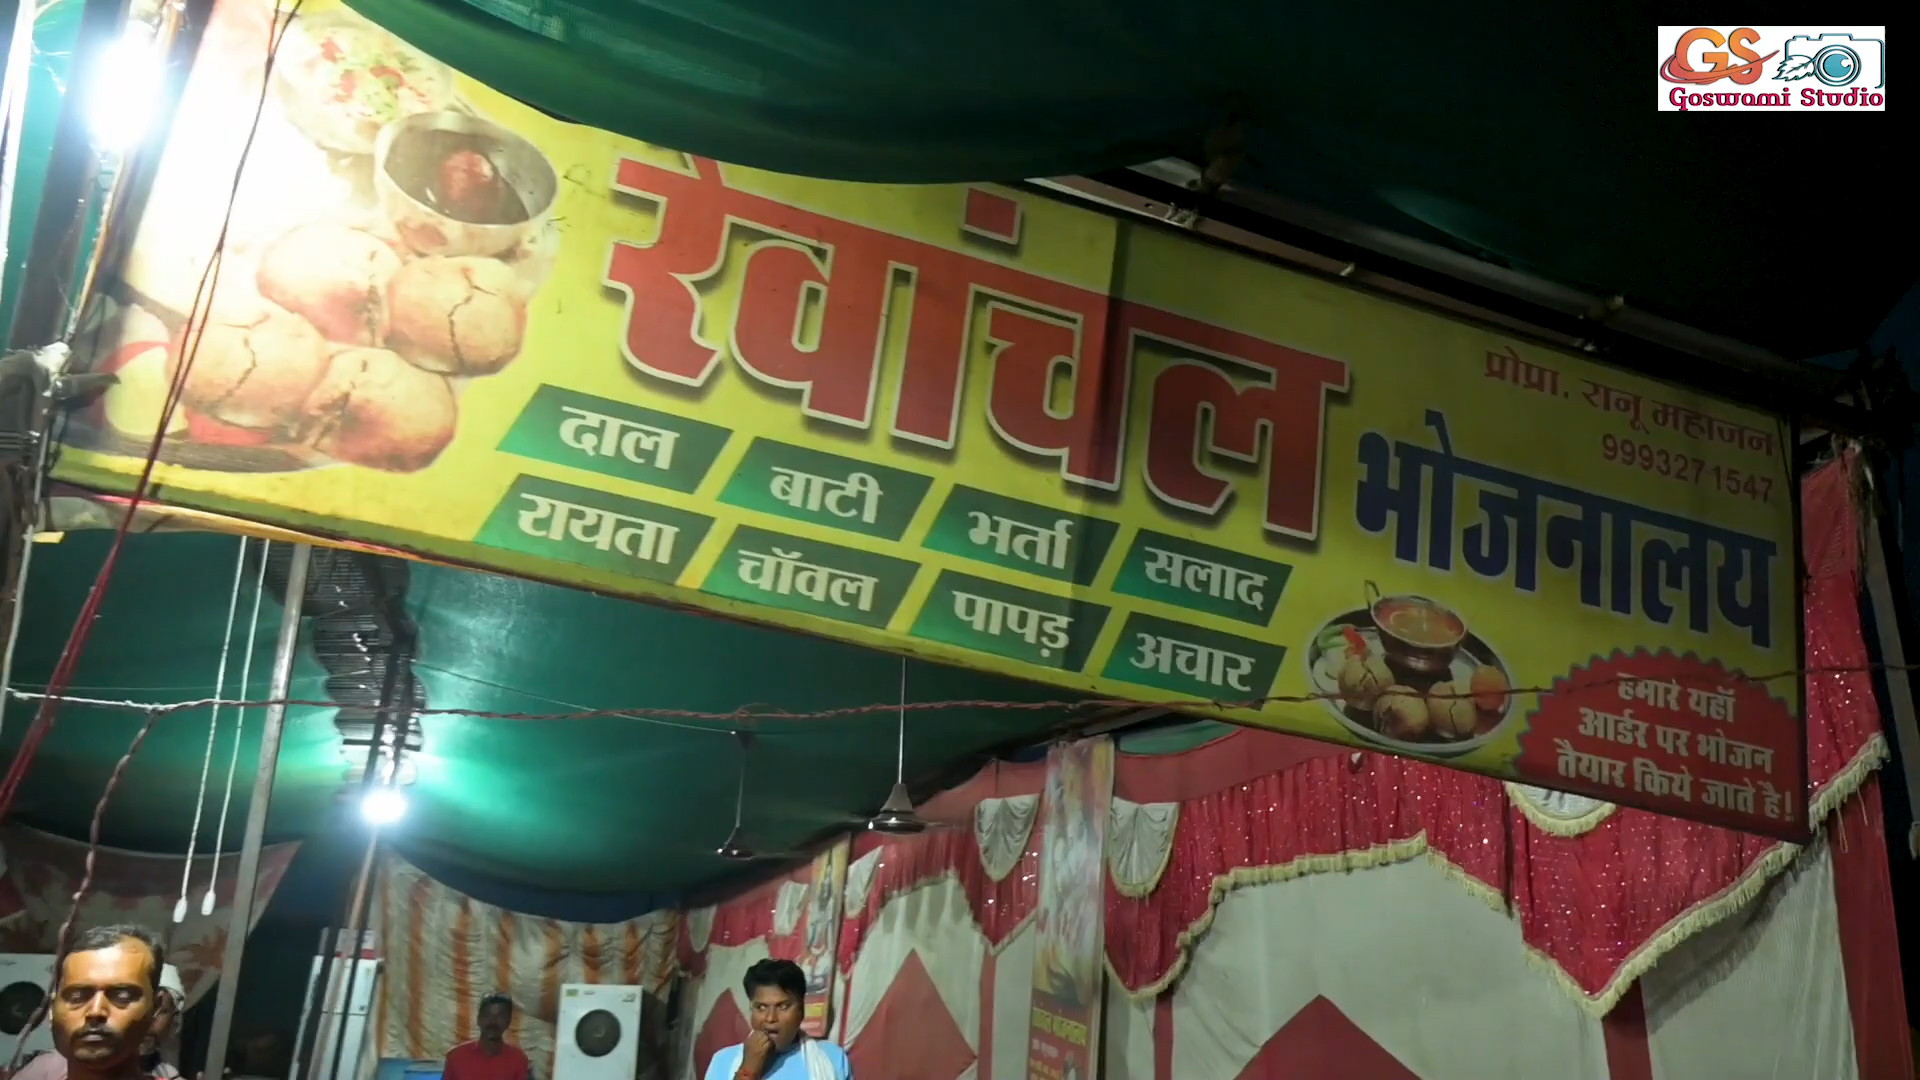 GS
Goswami Studio
रेवांचल
प्रोप्रा. रानू महाजन
9993271547
भोजनालय
दाल बाटी भर्ता सलाद
रायता चॉवल पापड़ अचार
हमारे यहॉ
आर्डर पर भोजन
तैयार किये जाते है!